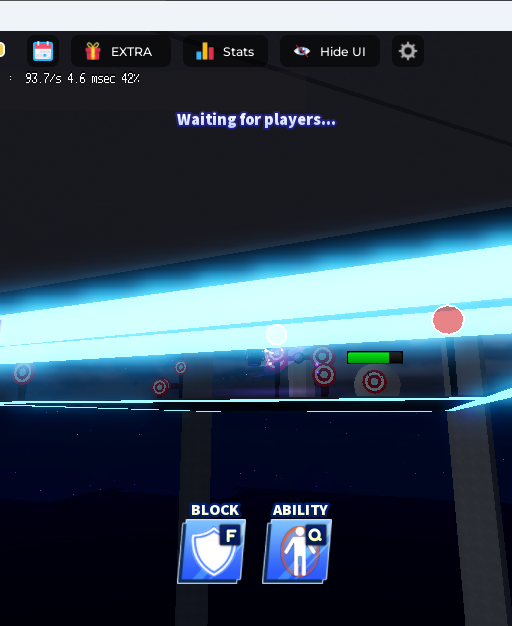 EXTRA Stats Hide UI
: 93.7/s 4.6 msec 42%
Waiting for players...
BLOCK ABILITY
F Q